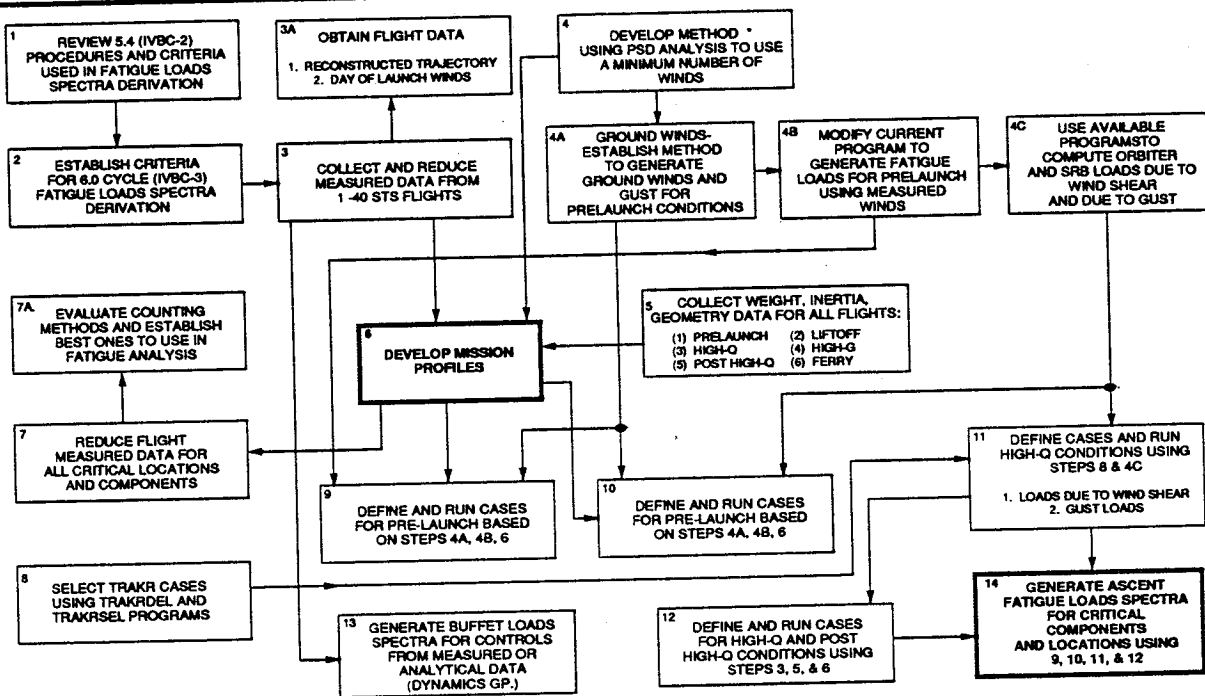 1
REVIEW 5.4 (IVBC-2)
PROCEDURES AND CRITERIA
USED IN FATIGUE LOADS
SPECTRA DERIVATION
3A
OBTAIN FLIGHT DATA
1. RECONSTRUCTED TRAJECTORY
2. DAY OF LAUNCH WINDS
4
DEVELOP METHOD
USING PSD ANALYSIS TO USE
A MINIMUM NUMBER OF
WINDS
2
ESTABLISH CRITERIA
FOR 6.0 CYCLE (IVBC-3)
FATIGUE LOADS SPECTRA
DERIVATION
3
COLLECT AND REDUCE
MEASURED DATA FROM
1 -40 STS FLIGHTS
4A
GROUND WINDS-
ESTABLISH METHOD
TO GENERATE
GROUND WINDS AND
GUST FOR
PRELAUNCH CONDITIONS
4B
MODIFY CURRENT
PROGRAM TO
GENERATE FATIGUE
LOADS FOR PRELAUNCH
USING MEASURED
WINDS
4C
USE AVAILABLE
PROGRAMSTO
COMPUTE ORBITER
AND SRB LOADS DUE TO
WIND SHEAR
AND DUE TO GUST
7A.
EVALUATE COUNTING
METHODS AND ESTABLISH
BEST ONES TO USE IN
FATIGUE ANALYSIS
6
DEVELOP MISSION
PROFILES
5
COLLECT WEIGHT, INERTIA,
GEOMETRY DATA FOR ALL FLIGHTS:
(1) PRELAUNCH (2) LIFTOFF
(3) HIGH-Q (4) HIGH-G
(5) POST HIGH-Q (6) FERRY
7
REDUCE FLIGHT
MEASURED DATA FOR
ALL CRITICAL LOCATIONS
AND COMPONENTS
9
DEFINE AND RUN CASES
FOR PRE-LAUNCH BASED
ON STEPS 4A, 4B, 6
10
DEFINE AND RUN CASES
FOR PRE-LAUNCH BASED
ON STEPS 4A, 4B, 6
11
DEFINE CASES AND RUN
HIGH-Q CONDITIONS USING
STEPS 8 & 4C
1. LOADS DUE TO WIND SHEAR
2. GUST LOADS
8
SELECT TRAKR CASES
USING TRAKRDEL AND
TRAKRSEL PROGRAMS
13
GENERATE BUFFET LOADS
SPECTRA FOR CONTROLS
FROM MEASURED OR
ANALYTICAL DATA
(DYNAMICS GP.)
12
DEFINE AND RUN CASES
FOR HIGH-Q AND POST
HIGH-Q CONDITIONS USING
STEPS 3, 5, & 6
14
GENERATE ASCENT
FATIGUE LOADS SPECTRA
FOR CRITICAL
COMPONENTS
AND LOCATIONS USING
9, 10, 11, & 12